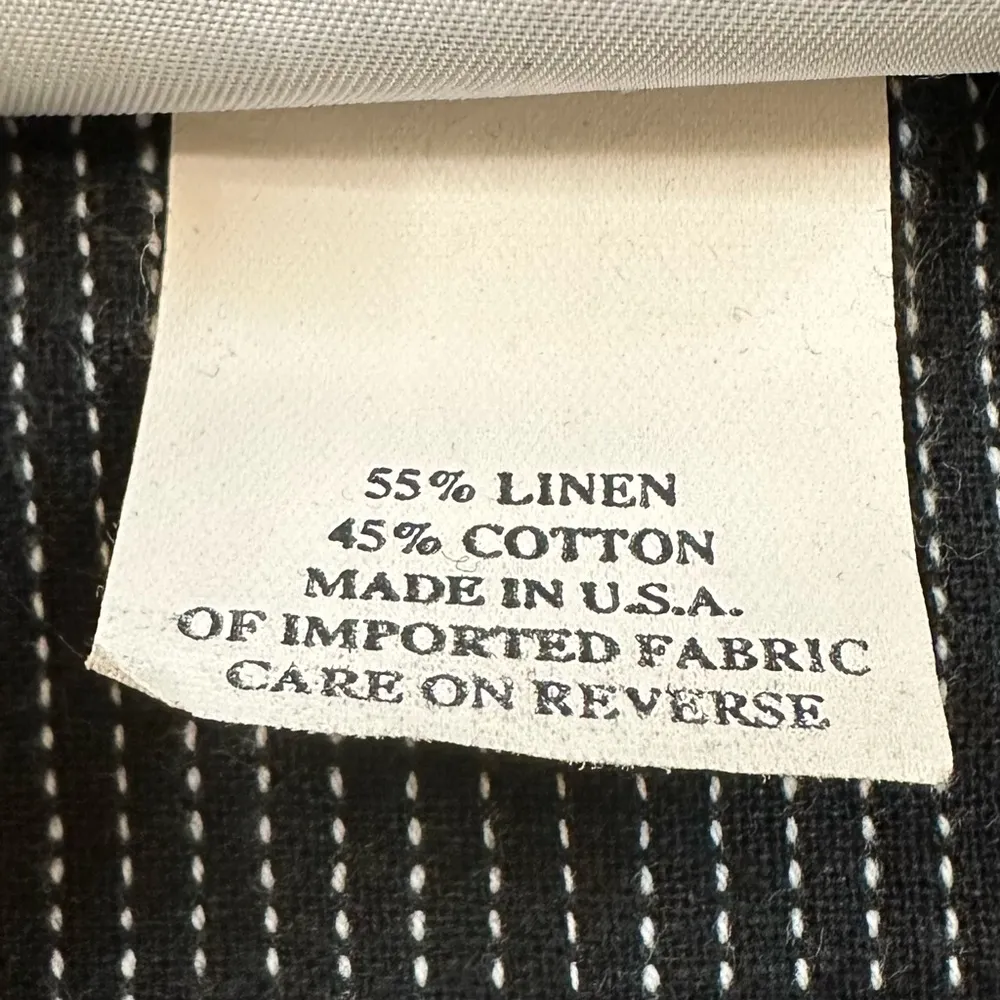 55% LINEN
45% COTTON
MADE IN U.S.A.
OF IMPORTED FABRIC
CARE ON REVERSE